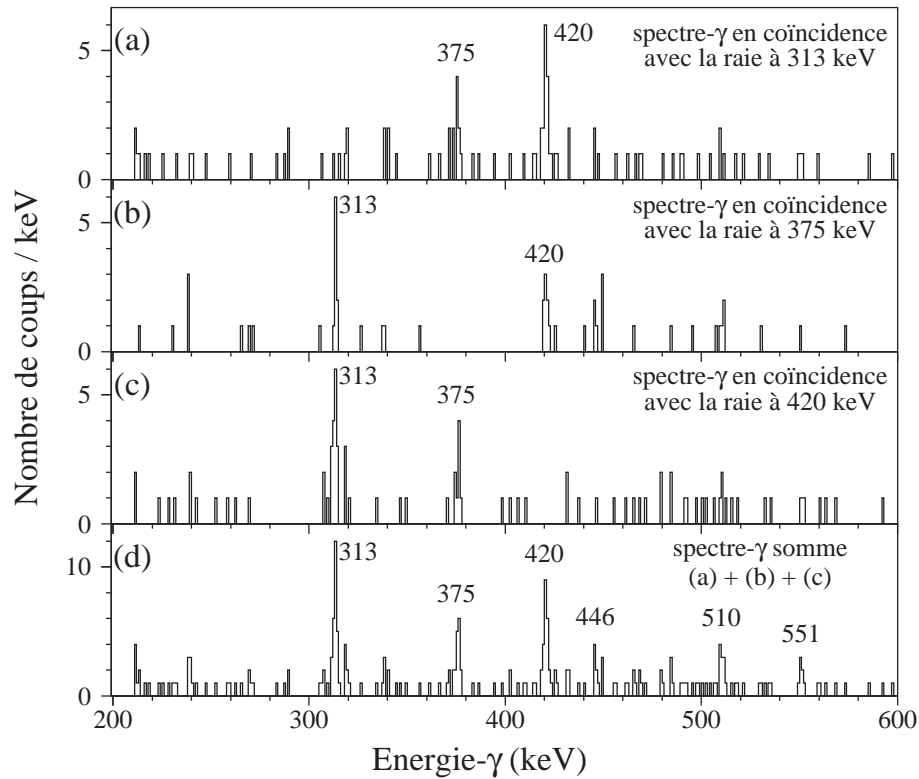 (a)
375
420
spectre-γ en coïncidence
avec la raie à 313 keV
5
0
(b)
313
420
spectre-γ en coïncidence
avec la raie à 375 keV
5
0
(c)
313
375
spectre-γ en coïncidence
avec la raie à 420 keV
5
0
(d)
313
375
420
446
510
551
spectre-γ somme
(a) + (b) + (c)
10
0
200
300
400
500
600
Energie-γ (keV)
Nombre de coups / keV